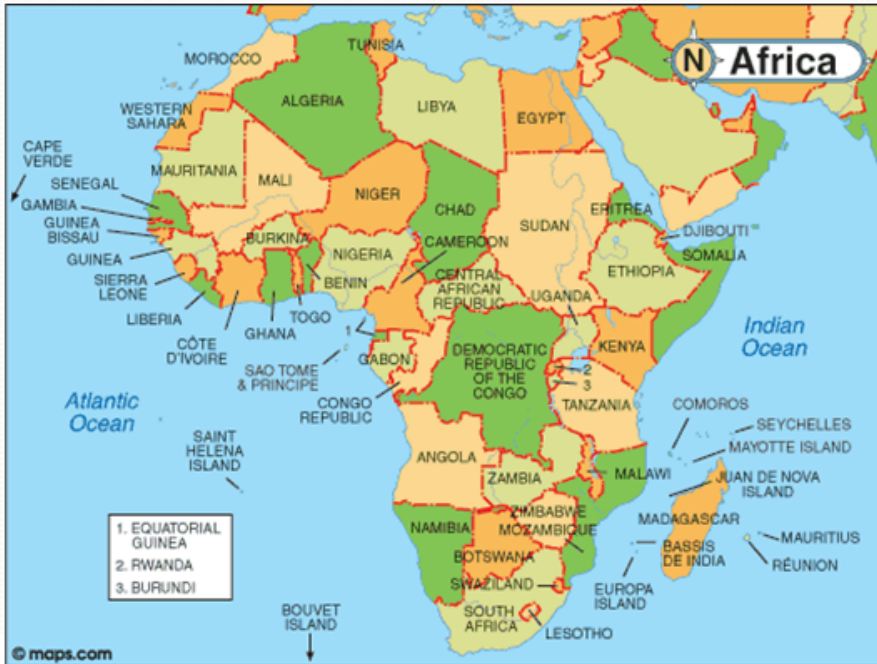 N Africa
TUNISIA
MOROCCO
ALGERIA
LIBYA
EGYPT
WESTERN
SAHARA
CAPE
VERDE
MAURITANIA
MALI
NIGER
CHAD
SUDAN
ERITREA
DJIBOUTI
SOMALIA
SENEGAL
GAMBIA
GUINEA
BISSAU
GUINEA
SIERRA
LEONE
LIBERIA
CÔTE
D'IVOIRE
GHANA
TOGO
BENIN
BURKINA
NIGERIA
CAMEROON
CENTRAL
AFRICAN
REPUBLIC
ETHIOPIA
UGANDA
KENYA
1
SAO TOME
& PRINCIPE
GABON
CONGO
REPUBLIC
DEMOCRATIC
REPUBLIC
OF THE
CONGO
2
3
TANZANIA
Indian
Ocean
Atlantic
Ocean
SAINT
HELENA
ISLAND
COMOROS
SEYCHELLES
MAYOTTE ISLAND
JUAN DE NOVA
ISLAND
ANGOLA
ZAMBIA
MALAWI
ZIMBABWE
MOZAMBIQUE
MADAGASCAR
MAURITIUS
RÉUNION
BASSIS
DE INDIA
EUROPA
ISLAND
NAMIBIA
BOTSWANA
SWAZILAND
SOUTH
AFRICA
LESOTHO
1. EQUATORIAL
GUINEA
2. RWANDA
3. BURUNDI
BOUVET
ISLAND
© maps.com